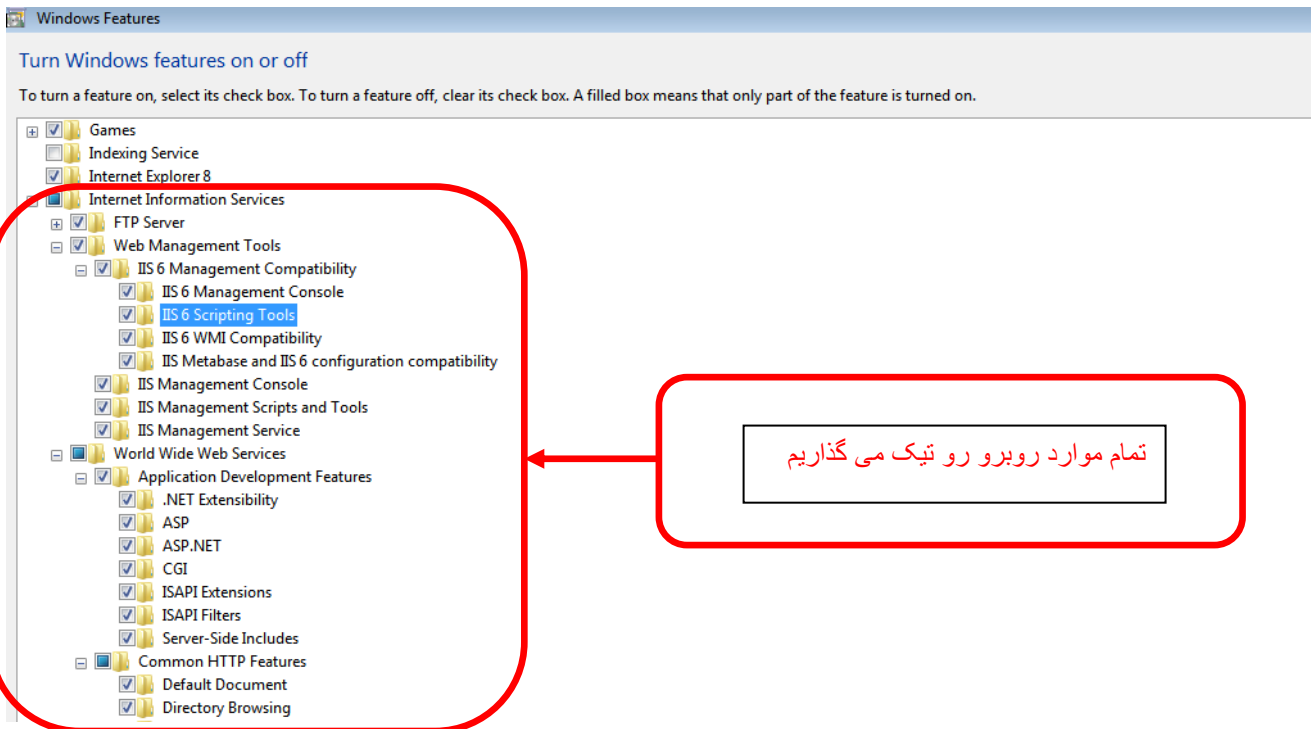 Windows Features
Turn Windows features on or off
To turn a feature on, select its check box. To turn a feature off, clear its check box. A filled box means that only part of the feature is turned on.
Games
Indexing Service
Internet Explorer 8
Internet Information Services
FTP Server
Web Management Tools
IIS 6 Management Compatibility
IIS 6 Management Console
IIS 6 Scripting Tools
IIS 6 WMI Compatibility
IIS Metabase and IIS 6 configuration compatibility
IIS Management Console
IIS Management Scripts and Tools
IIS Management Service
World Wide Web Services
Application Development Features
.NET Extensibility
ASP
ASP.NET
CGI
ISAPI Extensions
ISAPI Filters
Server-Side Includes
Common HTTP Features
Default Document
Directory Browsing
تمام موارد روبرو رو تیک می گذاریم